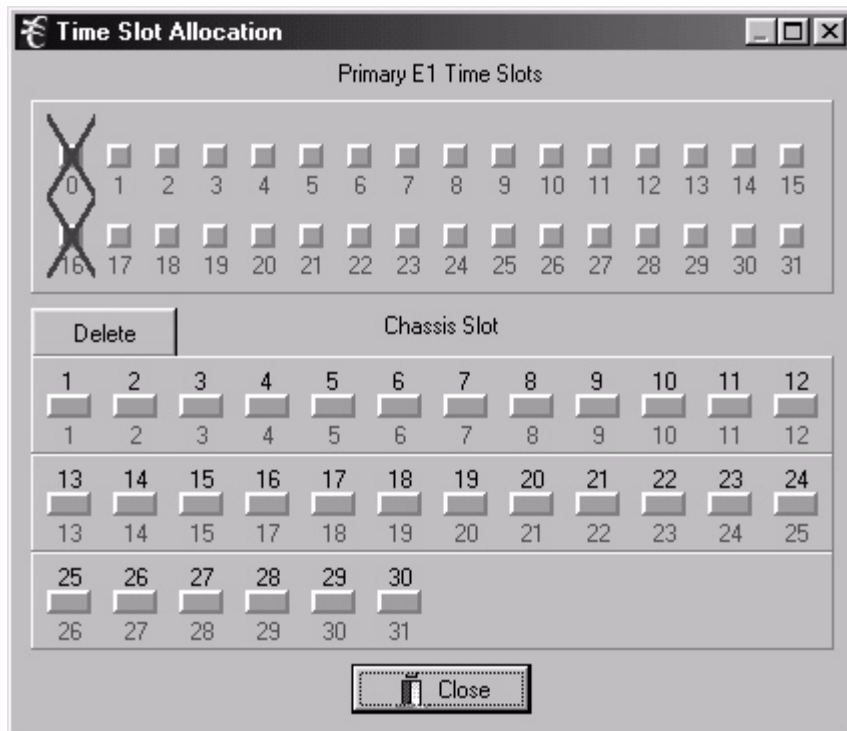 Time Slot Allocation
Primary E1 Time Slots
0 1 2 3 4 5 6 7 8 9 10 11 12 13 14 15
16 17 18 19 20 21 22 23 24 25 26 27 28 29 30 31
Delete
Chassis Slot
1 2 3 4 5 6 7 8 9 10 11 12
1 2 3 4 5 6 7 8 9 10 11 12
13 14 15 16 17 18 19 20 21 22 23 24
13 14 15 17 18 19 20 21 22 23 24 25
25 26 27 28 29 30
26 27 28 29 30 31
Close